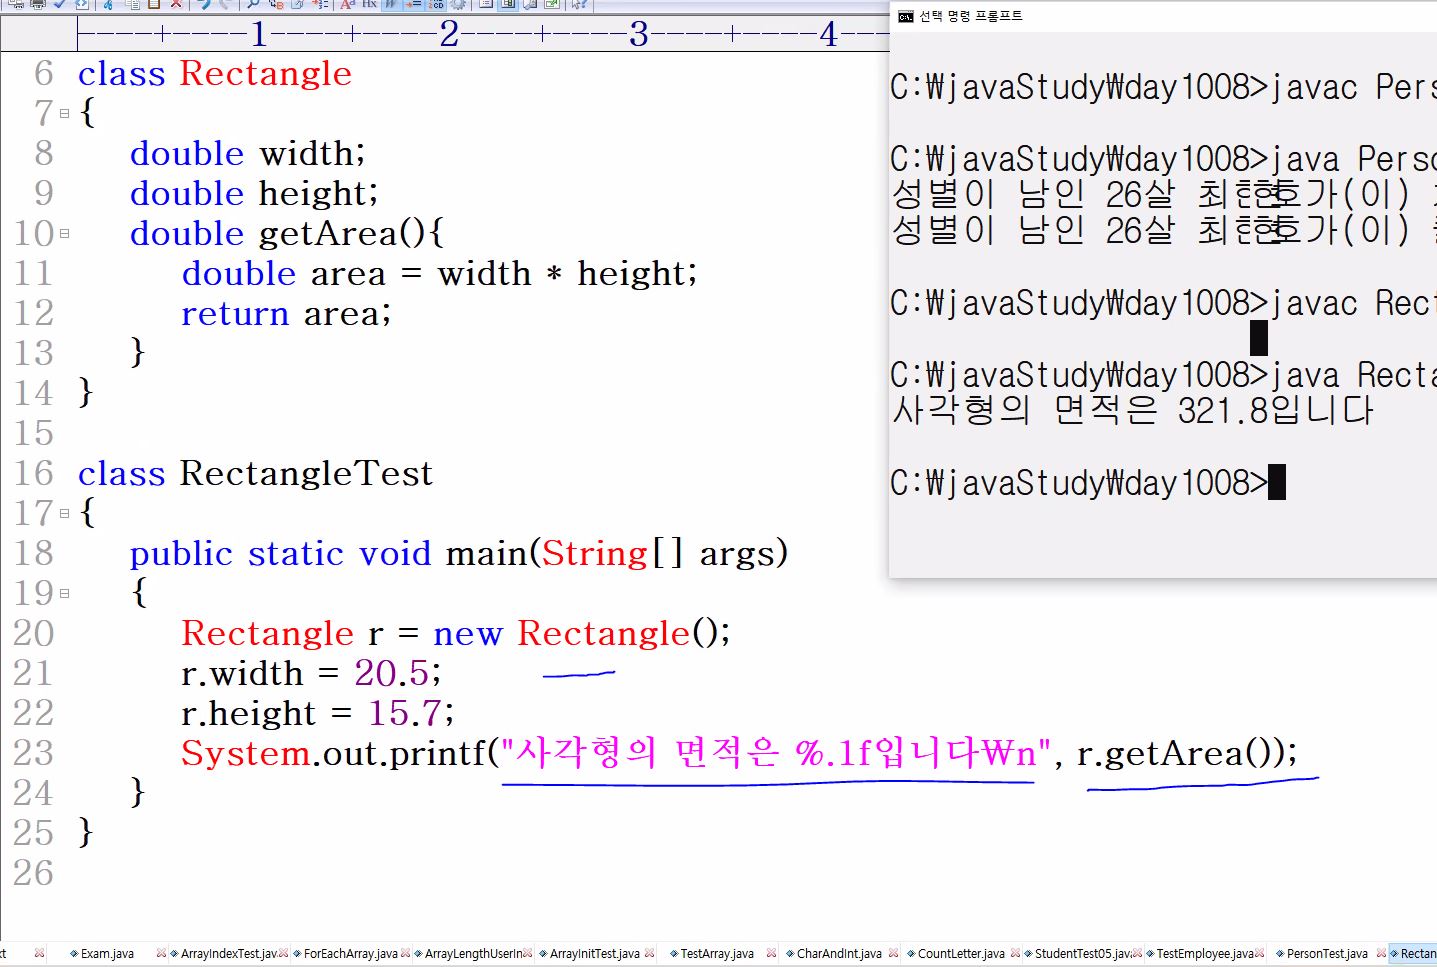 1 2 3 4
6 class Rectangle
7 {
8 double width;
9 double height;
10 double getArea(){
11 double area = width * height;
12 return area;
13 }
14 }
15
16 class RectangleTest
17 {
18 public static void main(String[] args)
19 {
20 Rectangle r = new Rectangle();
21 r.width = 20.5;
22 r.height = 15.7;
23 System.out.printf("사각형의 면적은 %.1f입니다₩n", r.getArea());
24 }
25 }
26
선택 명령 프롬프트
C:₩javaStudy₩day1008>javac Pers
C:₩javaStudy₩day1008>java Perso
성별이 남인 26살 최현호가(이)
성별이 남인 26살 최현호가(이)
C:₩javaStudy₩day1008>javac Rect
C:₩javaStudy₩day1008>java Recta
사각형의 면적은 321.8입니다
C:₩javaStudy₩day1008>
Exam.java ArrayIndexTest.jav ForEachArray.java ArrayLengthUserIn ArrayInitTest.java TestArray.java CharAndInt.java CountLetter.java StudentTest05.java TestEmployee.java PersonTest.java Rectan